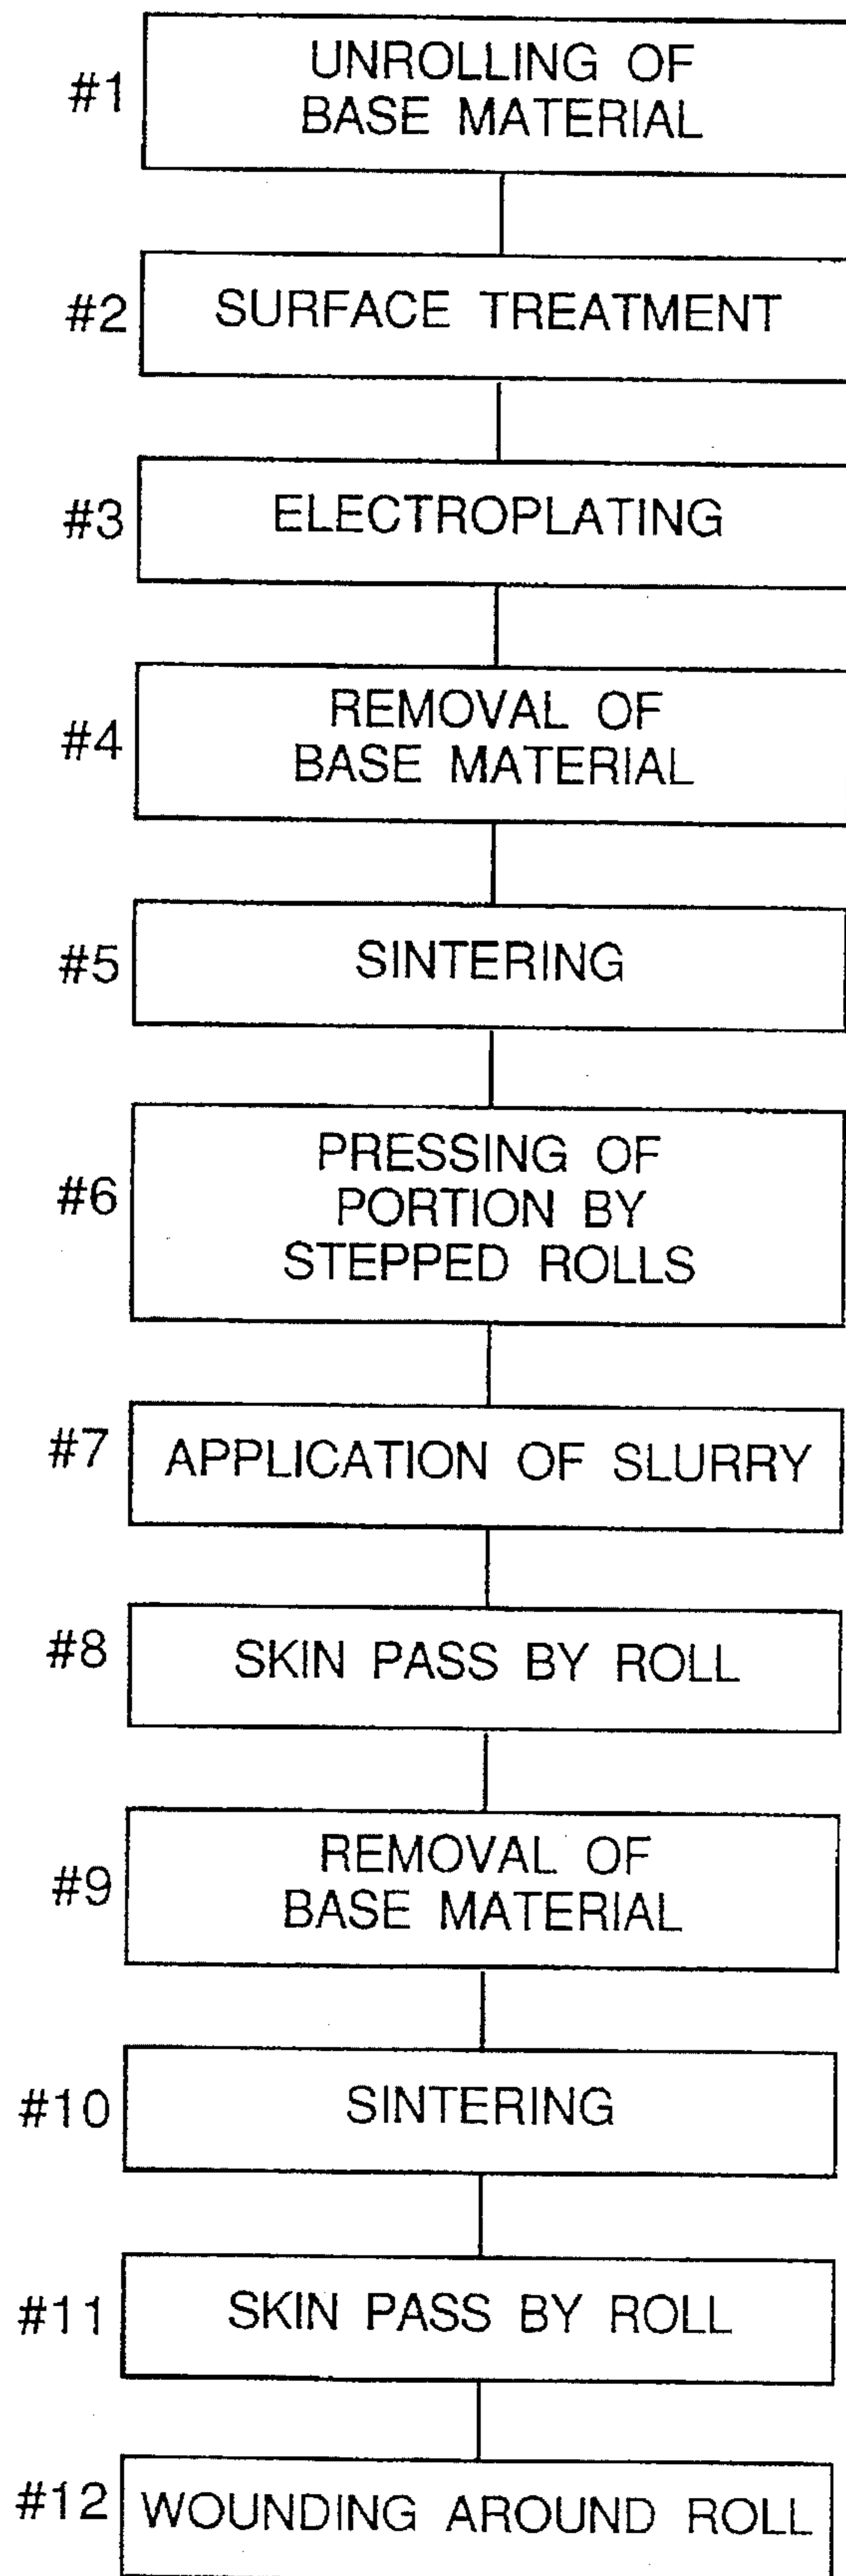 #1
UNROLLING OF
BASE MATERIAL
#2
SURFACE TREATMENT
#3
ELECTROPLATING
#4
REMOVAL OF
BASE MATERIAL
#5
SINTERING
#6
PRESSING OF
PORTION BY
STEPPED ROLLS
#7
APPLICATION OF SLURRY
#8
SKIN PASS BY ROLL
#9
REMOVAL OF
BASE MATERIAL
#10
SINTERING
#11
SKIN PASS BY ROLL
#12
WOUNDING AROUND ROLL